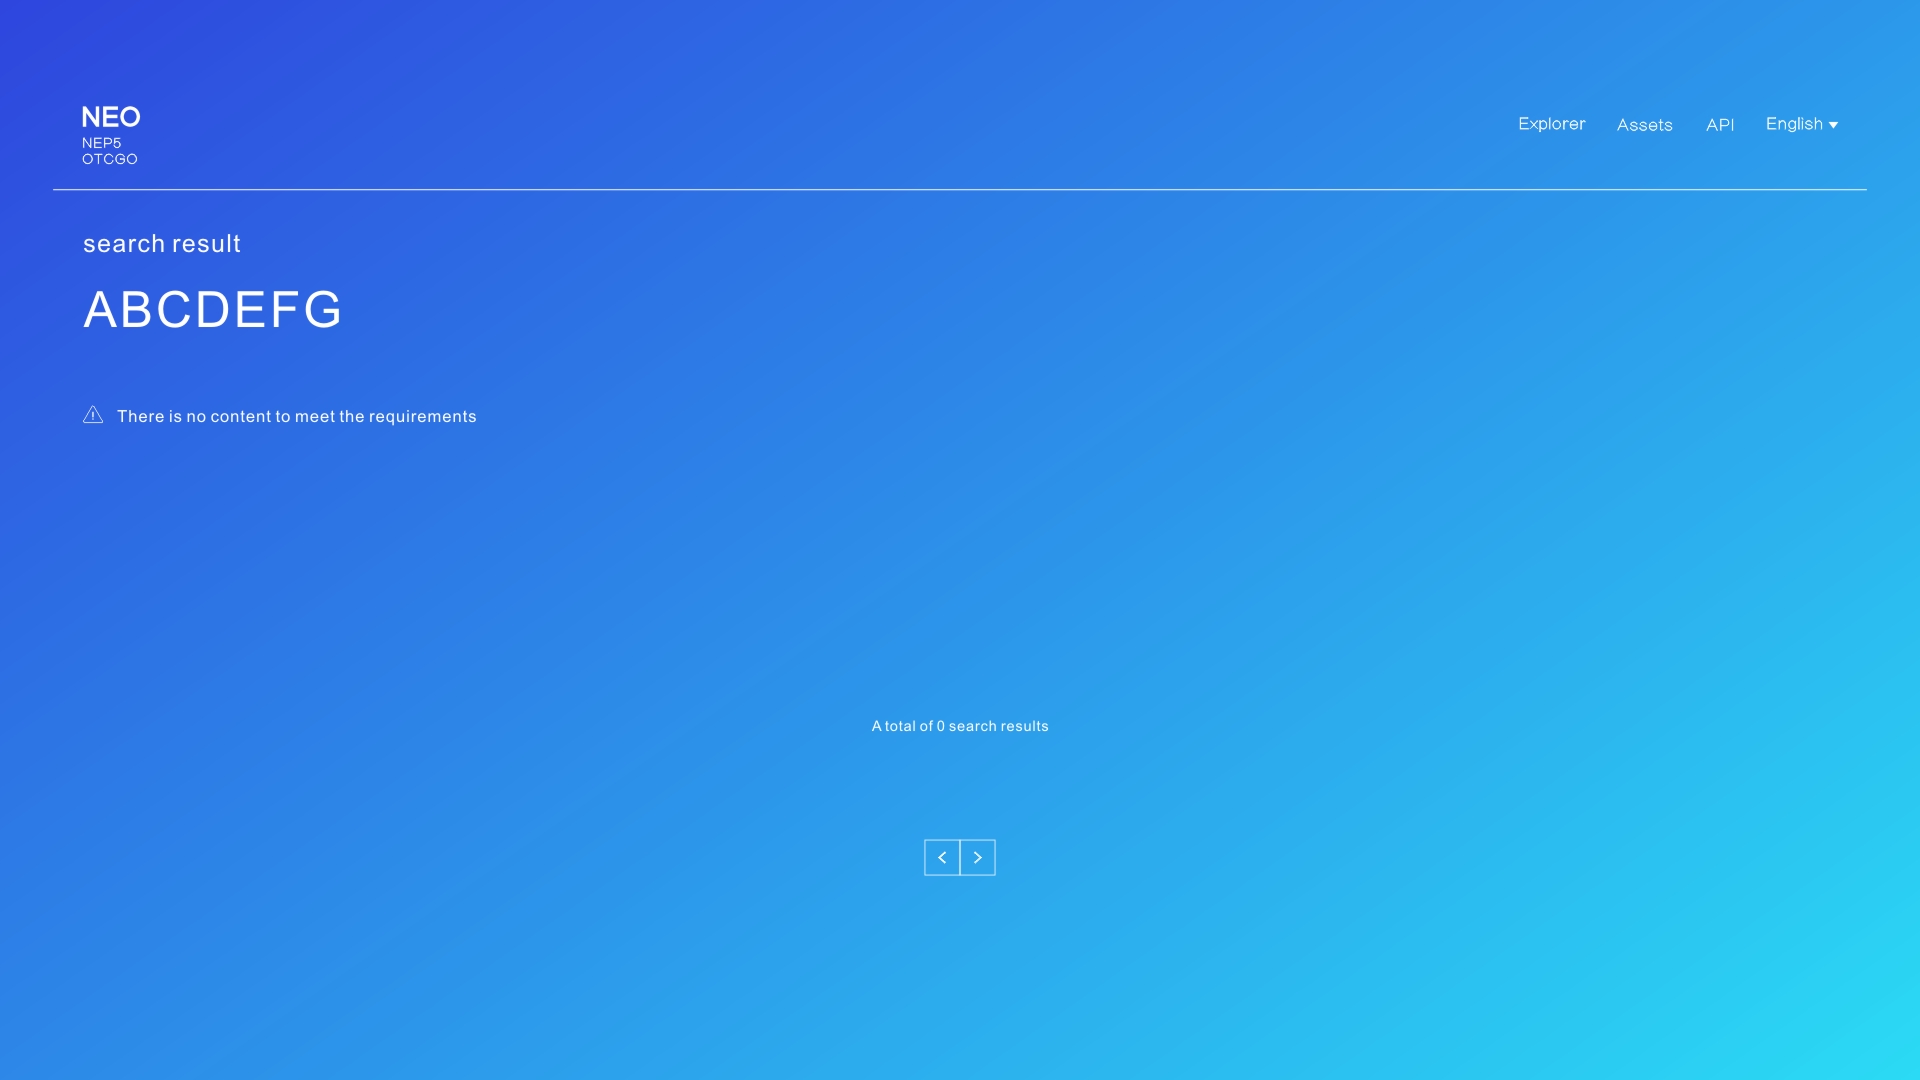 NEO
NEP5
OTCGO
Explorer Assets API English
search result
ABCDEFG
There is no content to meet the requirements
A total of 0 search results